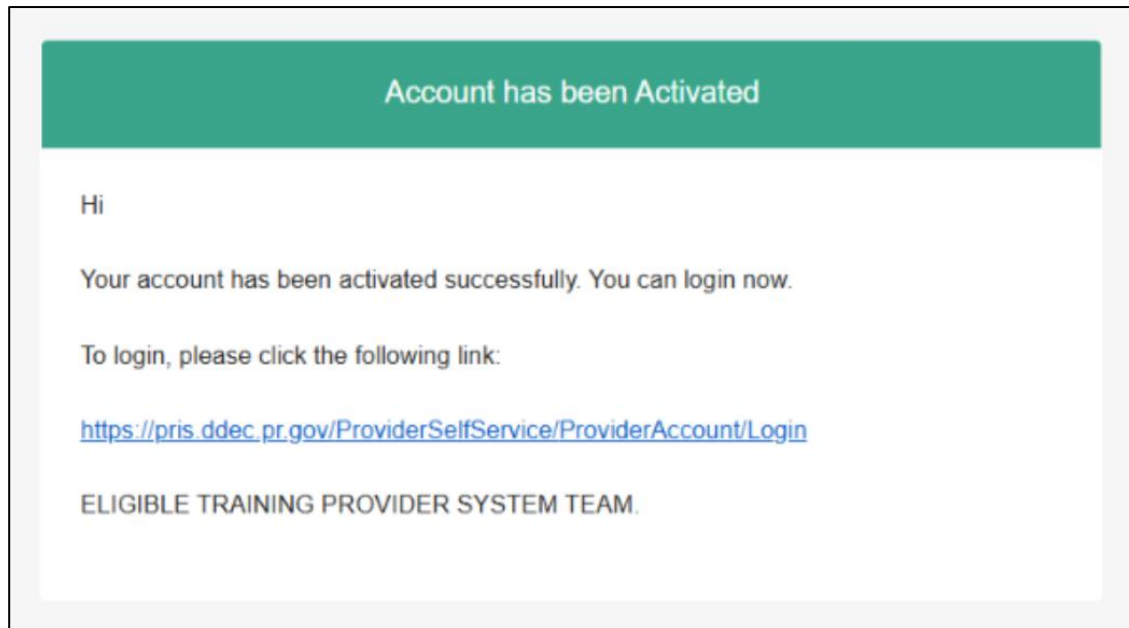 Account has been Activated
Hi
Your account has been activated successfully. You can login now.
To login, please click the following link:
https://pris.ddec.pr.gov/ProviderSelfService/ProviderAccount/Login
ELIGIBLE TRAINING PROVIDER SYSTEM TEAM.